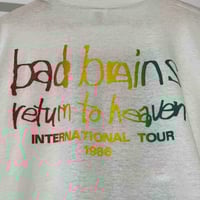 bad brains
return to heaven
INTERNATIONAL TOUR
1986